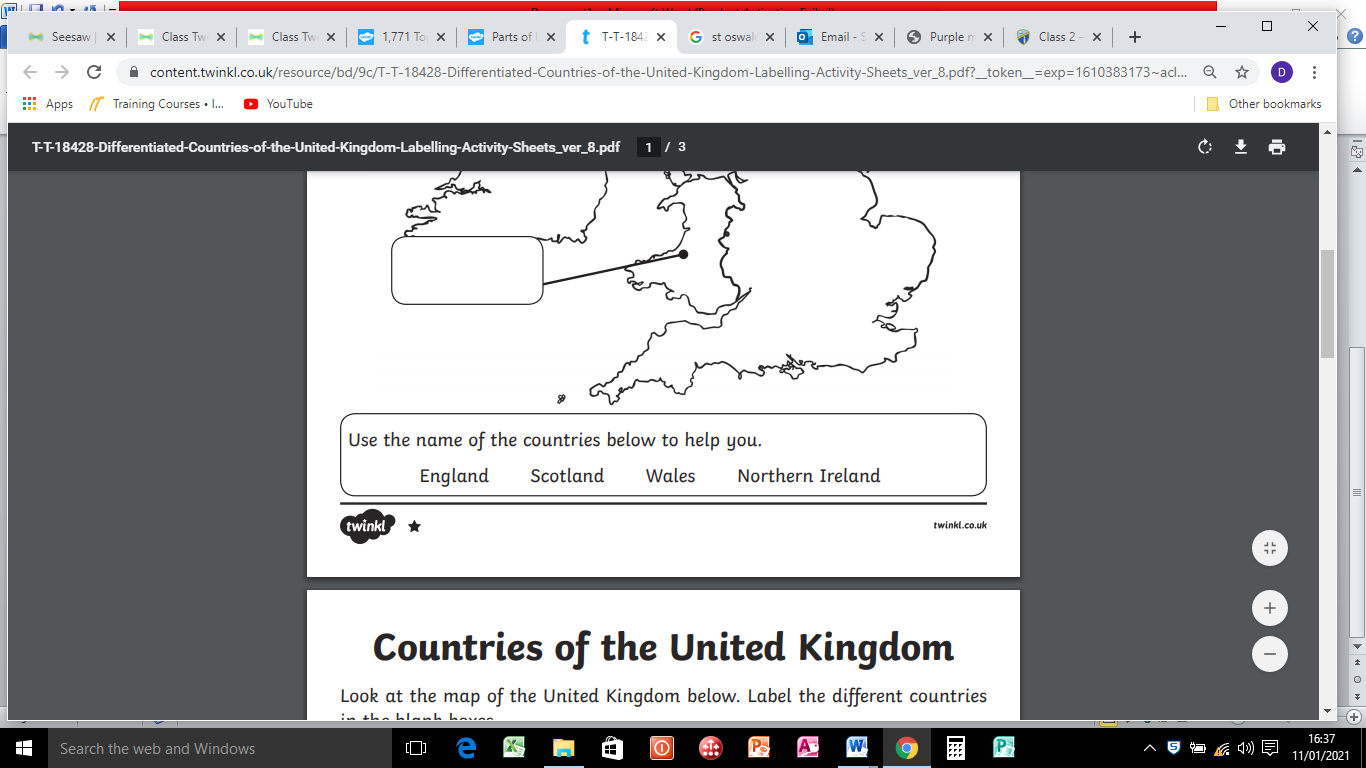 Seesaw
Class Tw
Class Tw
1,771 To
Parts of
T-T-184
st oswal
Email - S
Purple m
Class 2 -
content.twinkl.co.uk/resource/bd/9c/T-T-18428-Differentiated-Countries-of-the-United-Kingdom-Labelling-Activity-Sheets_ver_8.pdf?__token__=exp=1610383173~acl...
D
Apps
Training Courses • I...
YouTube
Other bookmarks
T-T-18428-Differentiated-Countries-of-the-United-Kingdom-Labelling-Activity-Sheets_ver_8.pdf
1 / 3
Use the name of the countries below to help you.
England Scotland Wales Northern Ireland
twinkl
twinkl.co.uk
Countries of the United Kingdom
Look at the map of the United Kingdom below. Label the different countries
in the blank boxes.
Search the web and Windows
16:37
11/01/2021